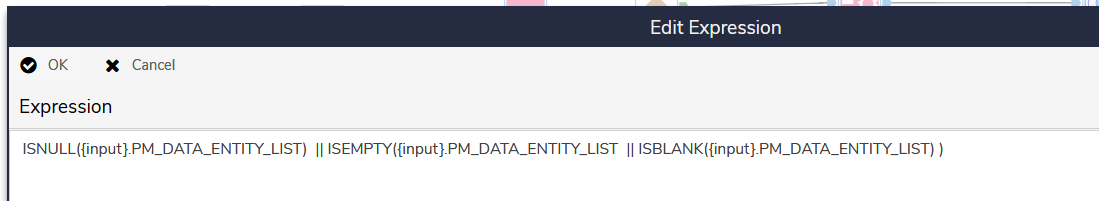 Edit Expression
OK Cancel
Expression
ISNULL({input}.PM_DATA_ENTITY_LIST) || ISEMPTY({input}.PM_DATA_ENTITY_LIST || ISBLANK({input}.PM_DATA_ENTITY_LIST) )